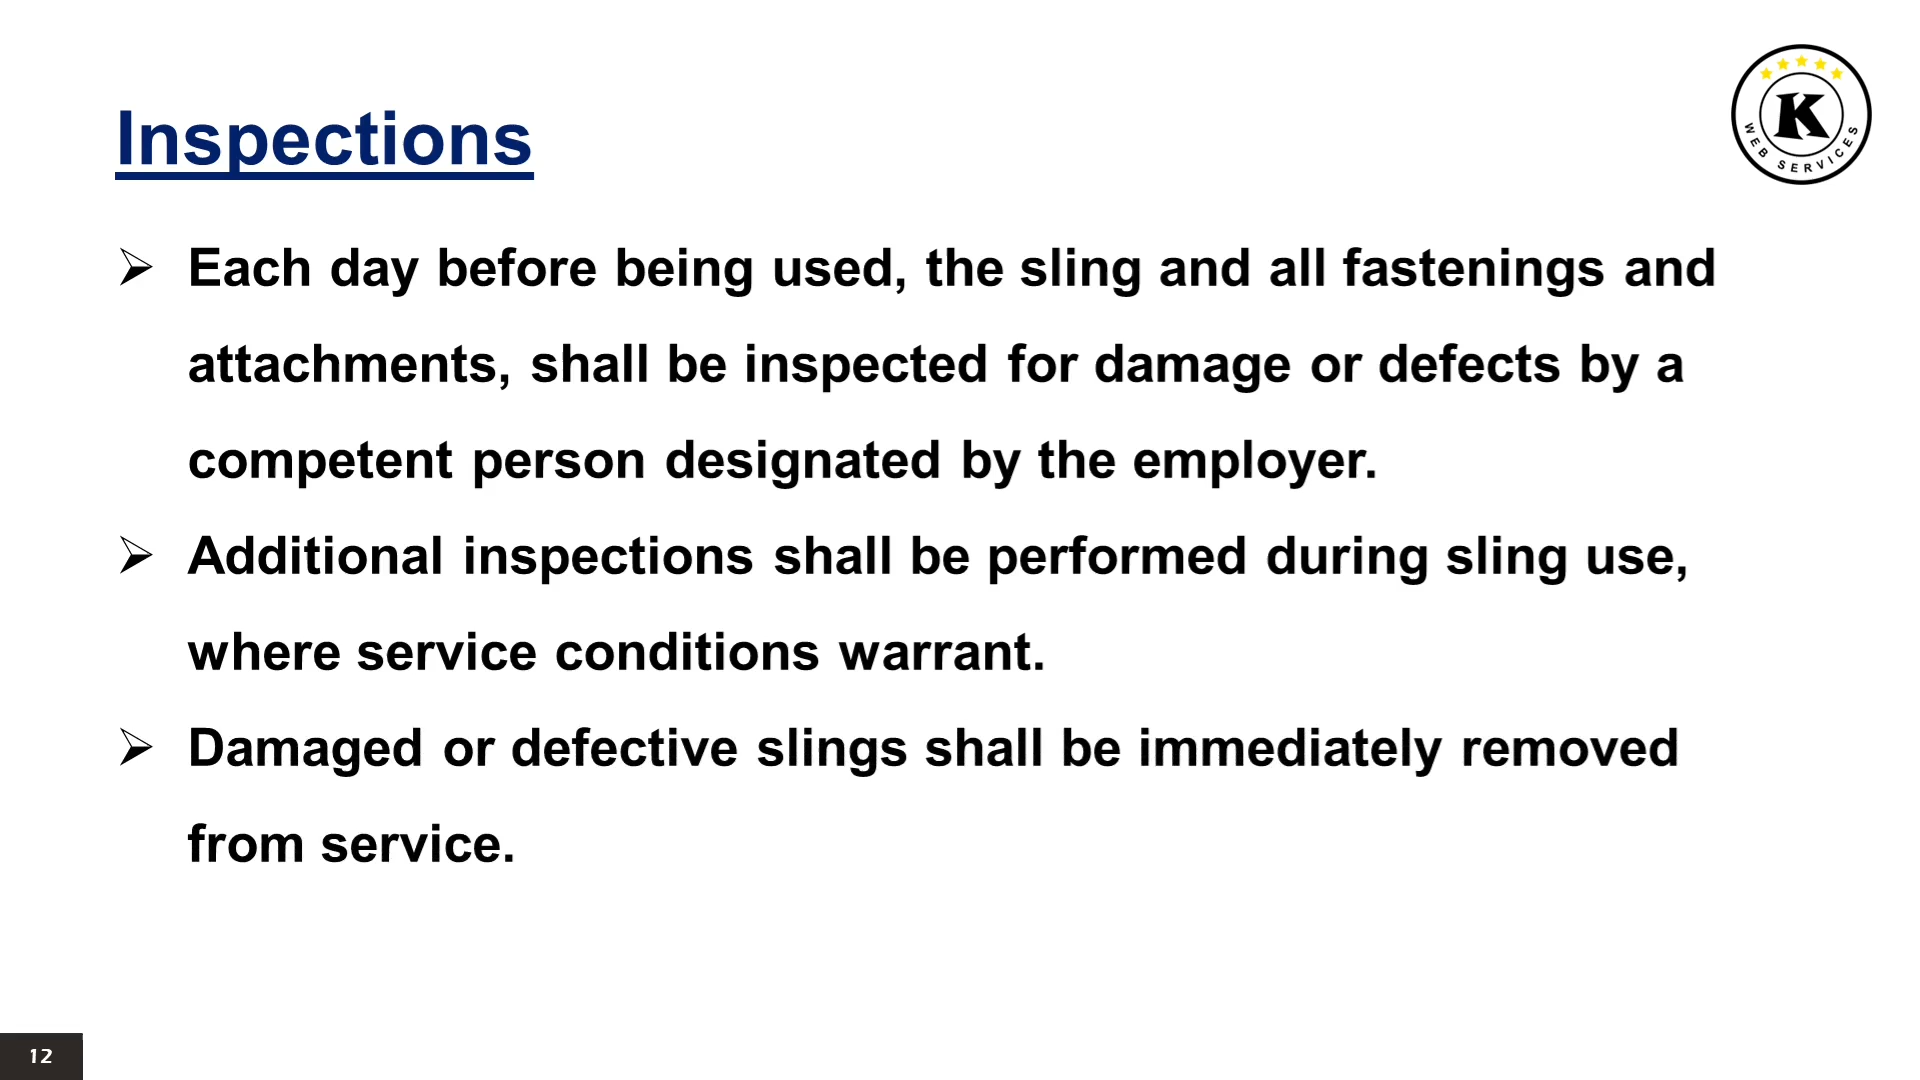 Inspections
K
WEB SERVICES
➢ Each day before being used, the sling and all fastenings and
attachments, shall be inspected for damage or defects by a
competent person designated by the employer.
➢ Additional inspections shall be performed during sling use,
where service conditions warrant.
➢ Damaged or defective slings shall be immediately removed
from service.
12